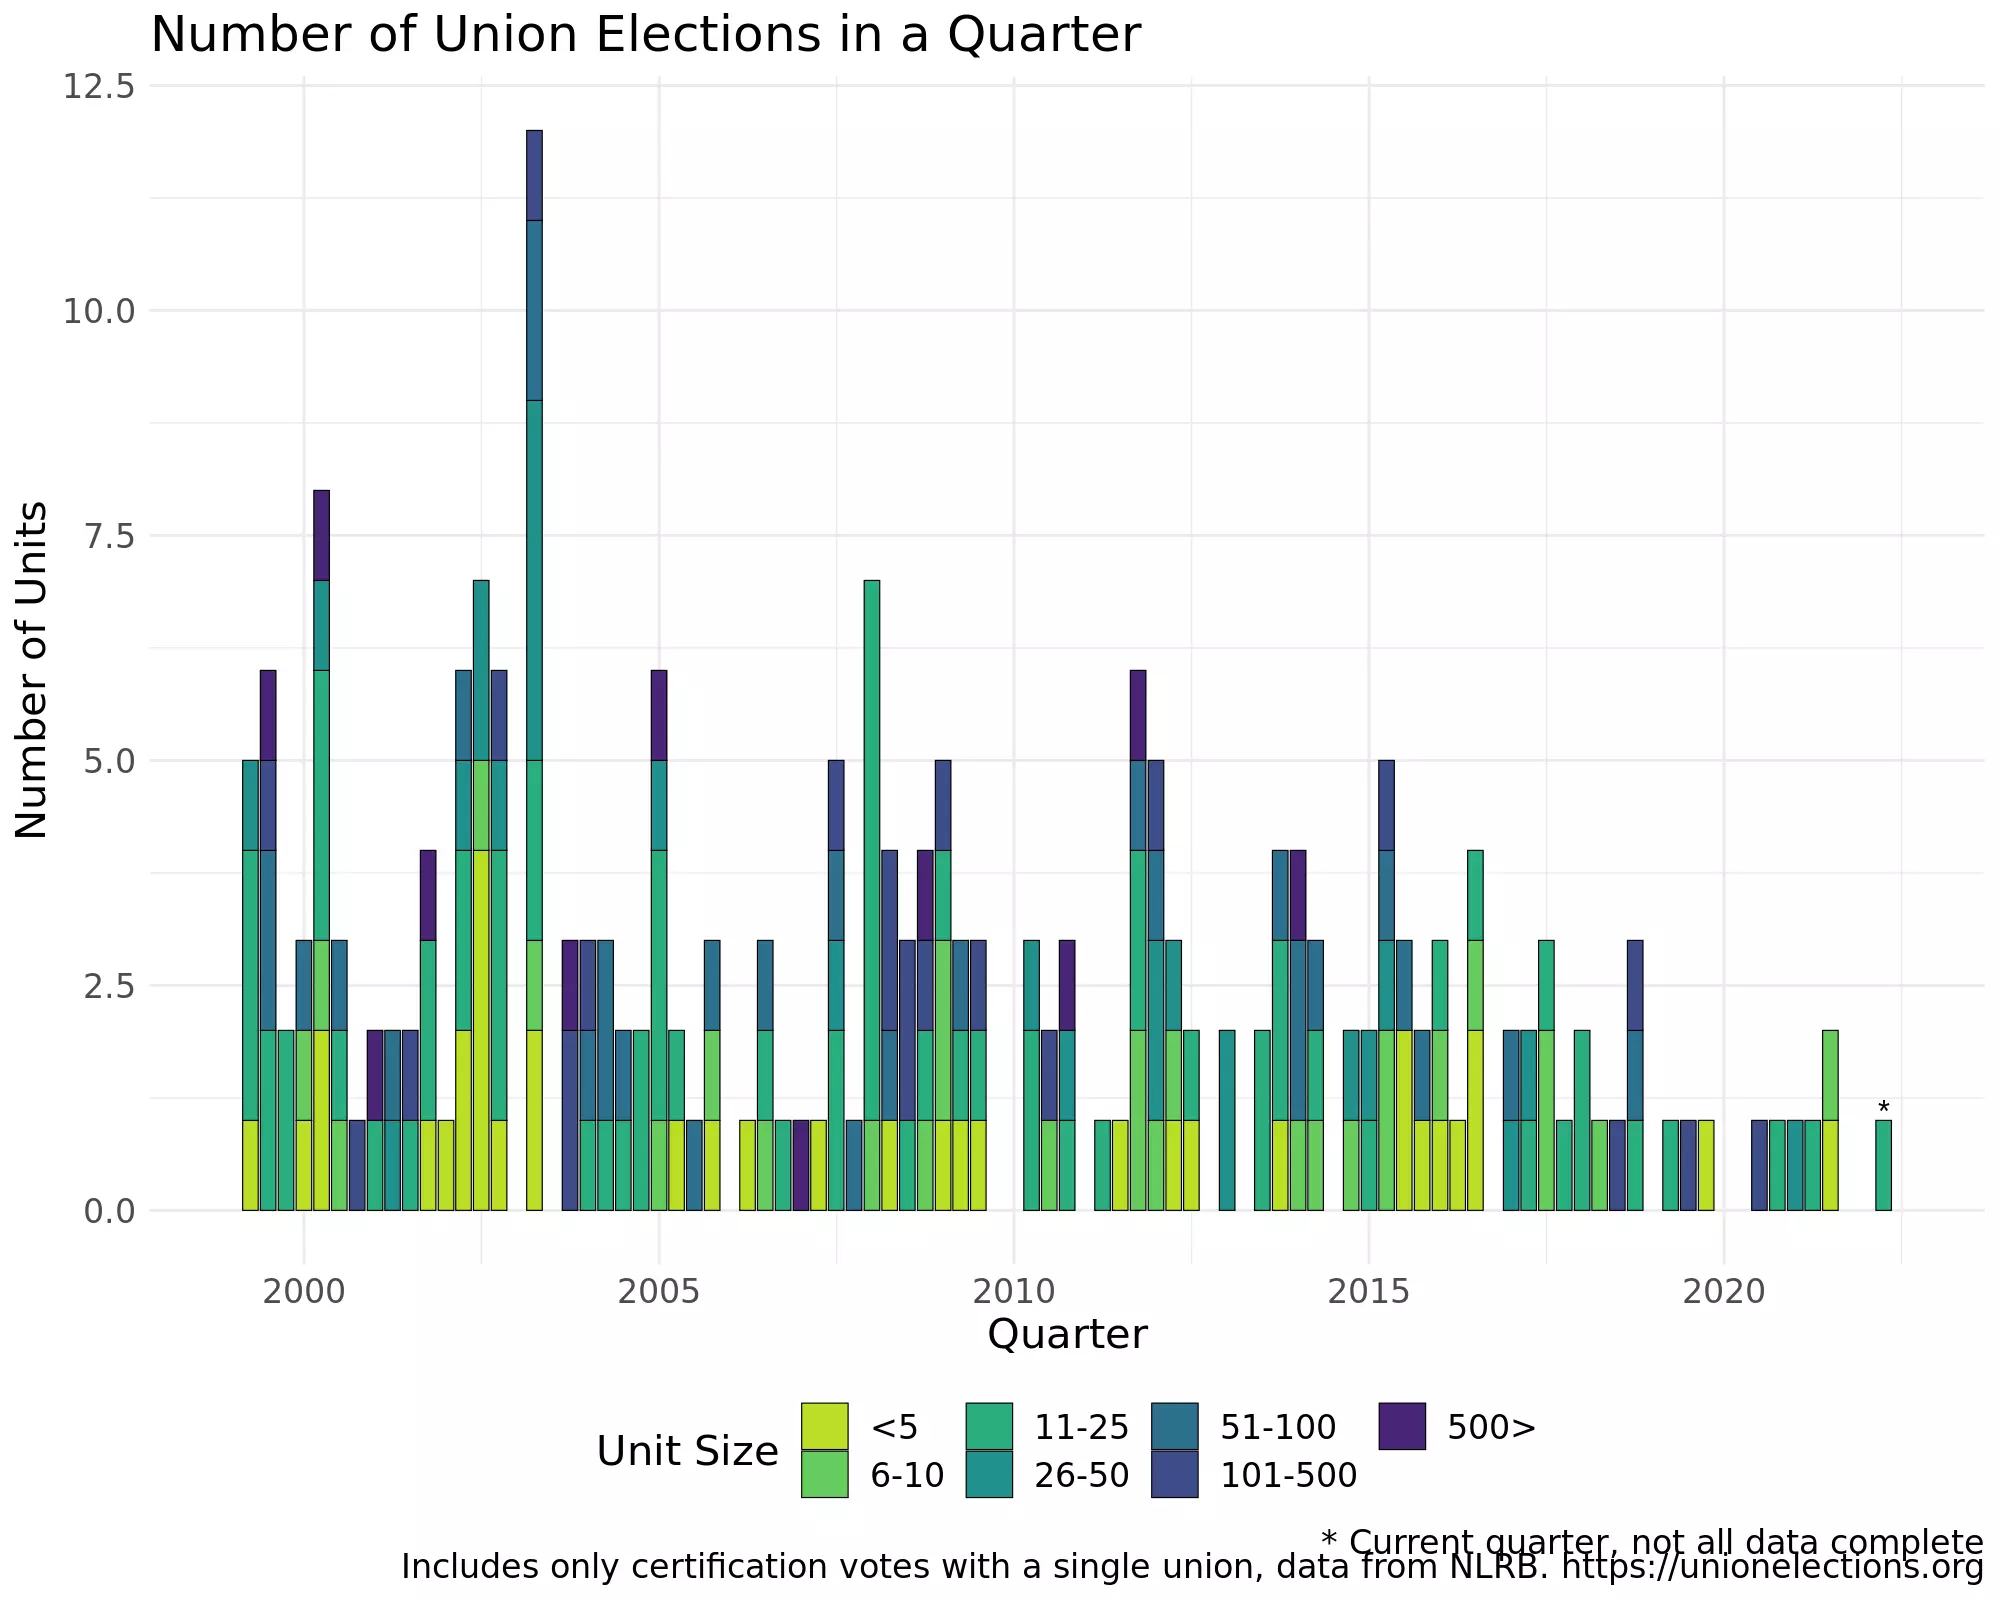 Number of Union Elections in a Quarter
12.5
10.0
7.5
5.0
2.5
0.0
Number of Units
*
2000 2005 2010 2015 2020
Quarter
Unit Size
<5 11-25 51-100 500>
6-10 26-50 101-500
* Current quarter, not all data complete
Includes only certification votes with a single union, data from NLRB. https://unionelections.org